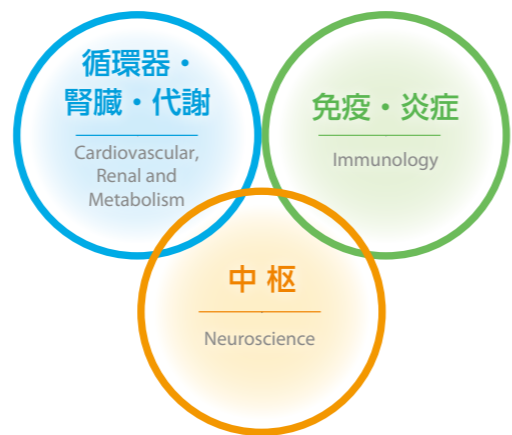 循環器・
腎臓・代謝
Cardiovascular,
Renal and
Metabolism
免疫・炎症
Immunology
中枢
Neuroscience